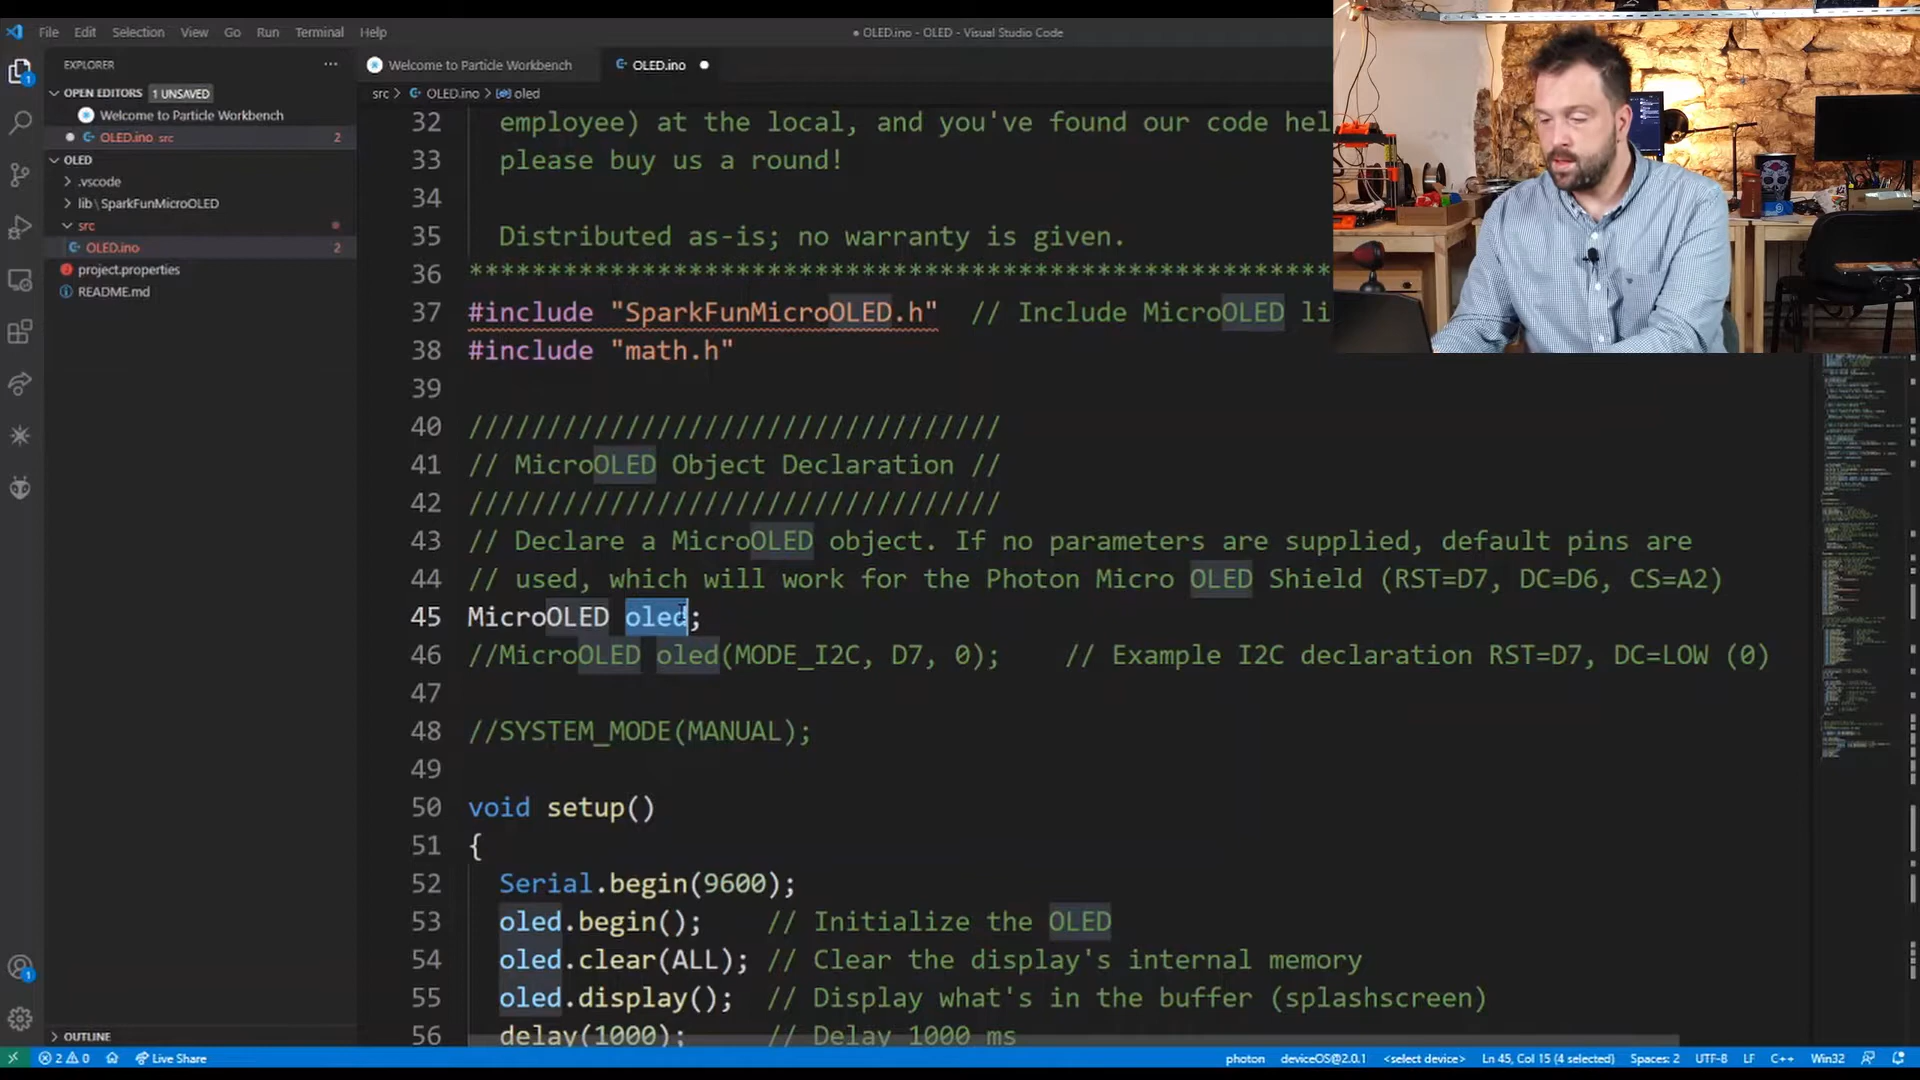 File Edit Selection View Go Run Terminal Help
● OLED.ino - OLED - Visual Studio Code
EXPLORER ...
OPEN EDITORS 1 UNSAVED
Welcome to Particle Workbench
OLED.ino src 2
OLED
.vscode
lib \ SparkFunMicroOLED
src
OLED.ino 2
project.properties
README.md
OUTLINE
Welcome to Particle Workbench
OLED.ino
src > OLED.ino > oled
32 employee) at the local, and you've found our code hel
33 please buy us a round!
34
35 Distributed as-is; no warranty is given.
36 *******************************************************
37 #include "SparkFunMicroOLED.h" // Include MicroOLED li
38 #include "math.h"
39
40 //////////////////////////////////
41 // MicroOLED Object Declaration //
42 //////////////////////////////////
43 // Declare a MicroOLED object. If no parameters are supplied, default pins are
44 // used, which will work for the Photon Micro OLED Shield (RST=D7, DC=D6, CS=A2)
45 MicroOLED oled;
46 //MicroOLED oled(MODE_I2C, D7, 0); // Example I2C declaration RST=D7, DC=LOW (0)
47
48 //SYSTEM_MODE(MANUAL);
49
50 void setup()
51 {
52 Serial.begin(9600);
53 oled.begin(); // Initialize the OLED
54 oled.clear(ALL); // Clear the display's internal memory
55 oled.display(); // Display what's in the buffer (splashscreen)
56 delay(1000); // Delay 1000 ms
2 0 Live Share
photon deviceOS@2.0.1 <select device> Ln 45, Col 15 (4 selected) Spaces: 2 UTF-8 LF C++ Win32